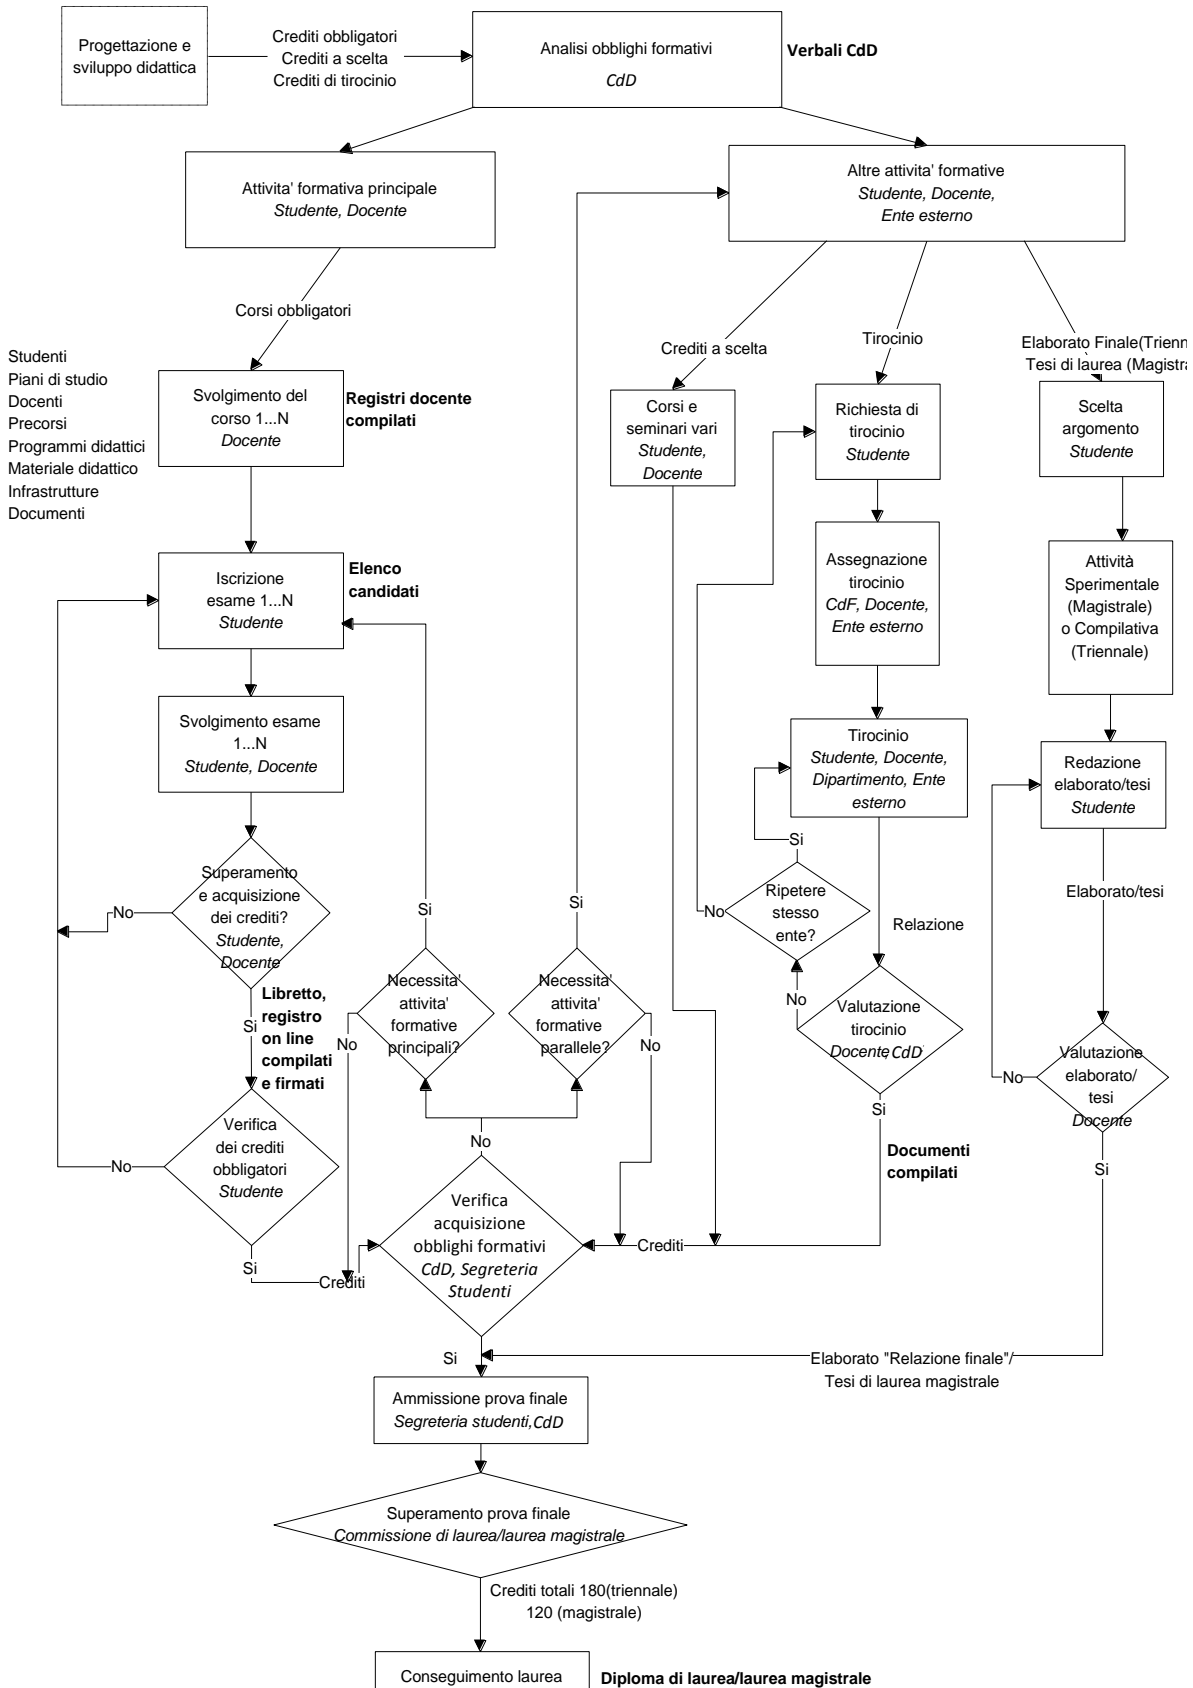 Progettazione e
sviluppo didattica
Crediti obbligatori
Crediti a scelta
Crediti di tirocinio
Analisi obblighi formativi
CdD
Verbali CdD
Attivita' formativa principale
Studente, Docente
Altre attivita' formative
Studente, Docente,
Ente esterno
Corsi obbligatori
Crediti a scelta
Tirocinio
Elaborato Finale(Trienn
Tesi di laurea (Magistra
Studenti
Piani di studio
Docenti
Precorsi
Programmi didattici
Materiale didattico
Infrastrutture
Documenti
Svolgimento del
corso 1...N
Docente
Registri docente
compilati
Corsi e
seminari vari
Studente,
Docente
Richiesta di
tirocinio
Studente
Scelta
argomento
Studente
Iscrizione
esame 1...N
Studente
Elenco
candidati
Assegnazione
tirocinio
CdF, Docente,
Ente esterno
Attività
Sperimentale
(Magistrale)
o Compilativa
(Triennale)
Svolgimento esame
1...N
Studente, Docente
Tirocinio
Studente, Docente,
Dipartimento, Ente
esterno
Redazione
elaborato/tesi
Studente
Superamento
e acquisizione
dei crediti?
Studente,
Docente
No
Si
Si
Si
Si
Ripetere
stesso
ente?
No
Relazione
Elaborato/tesi
Libretto,
registro
on line
compilati
e firmati
Necessita'
attivita'
formative
principali?
No
Necessita'
attivita'
formative
parallele?
No
No
Valutazione
tirocinio
Docente, CdD
Si
Valutazione
elaborato/
tesi
Docente
No
Si
Verifica
dei crediti
obbligatori
Studente
No
Si
Crediti
No
Verifica
acquisizione
obblighi formativi
CdD, Segreteria
Studenti
Crediti
Documenti
compilati
Si
Elaborato "Relazione finale"/
Tesi di laurea magistrale
Ammissione prova finale
Segreteria studenti,CdD
Superamento prova finale
Commissione di laurea/laurea magistrale
Crediti totali 180(triennale)
120 (magistrale)
Conseguimento laurea
Diploma di laurea/laurea magistrale